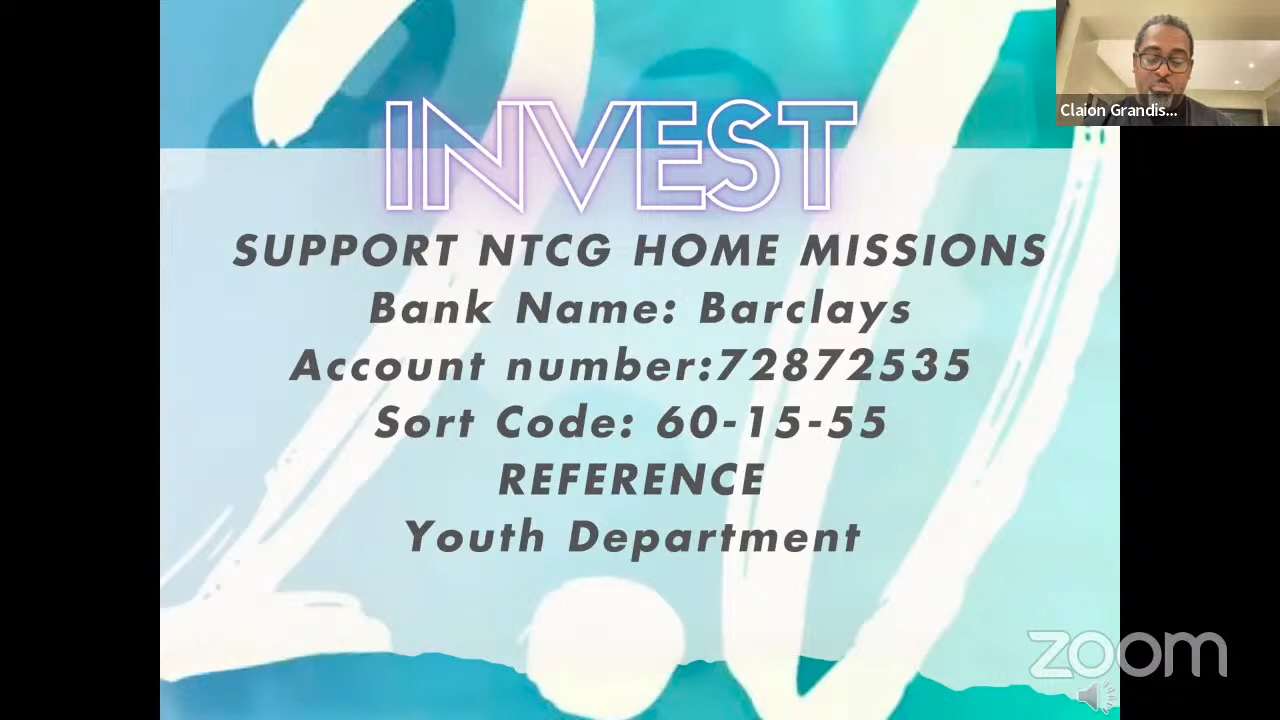 INVEST
SUPPORT NTCG HOME MISSIONS
Bank Name: Barclays
Account number:72872535
Sort Code: 60-15-55
REFERENCE
Youth Department
Claion Grandis...
zoom